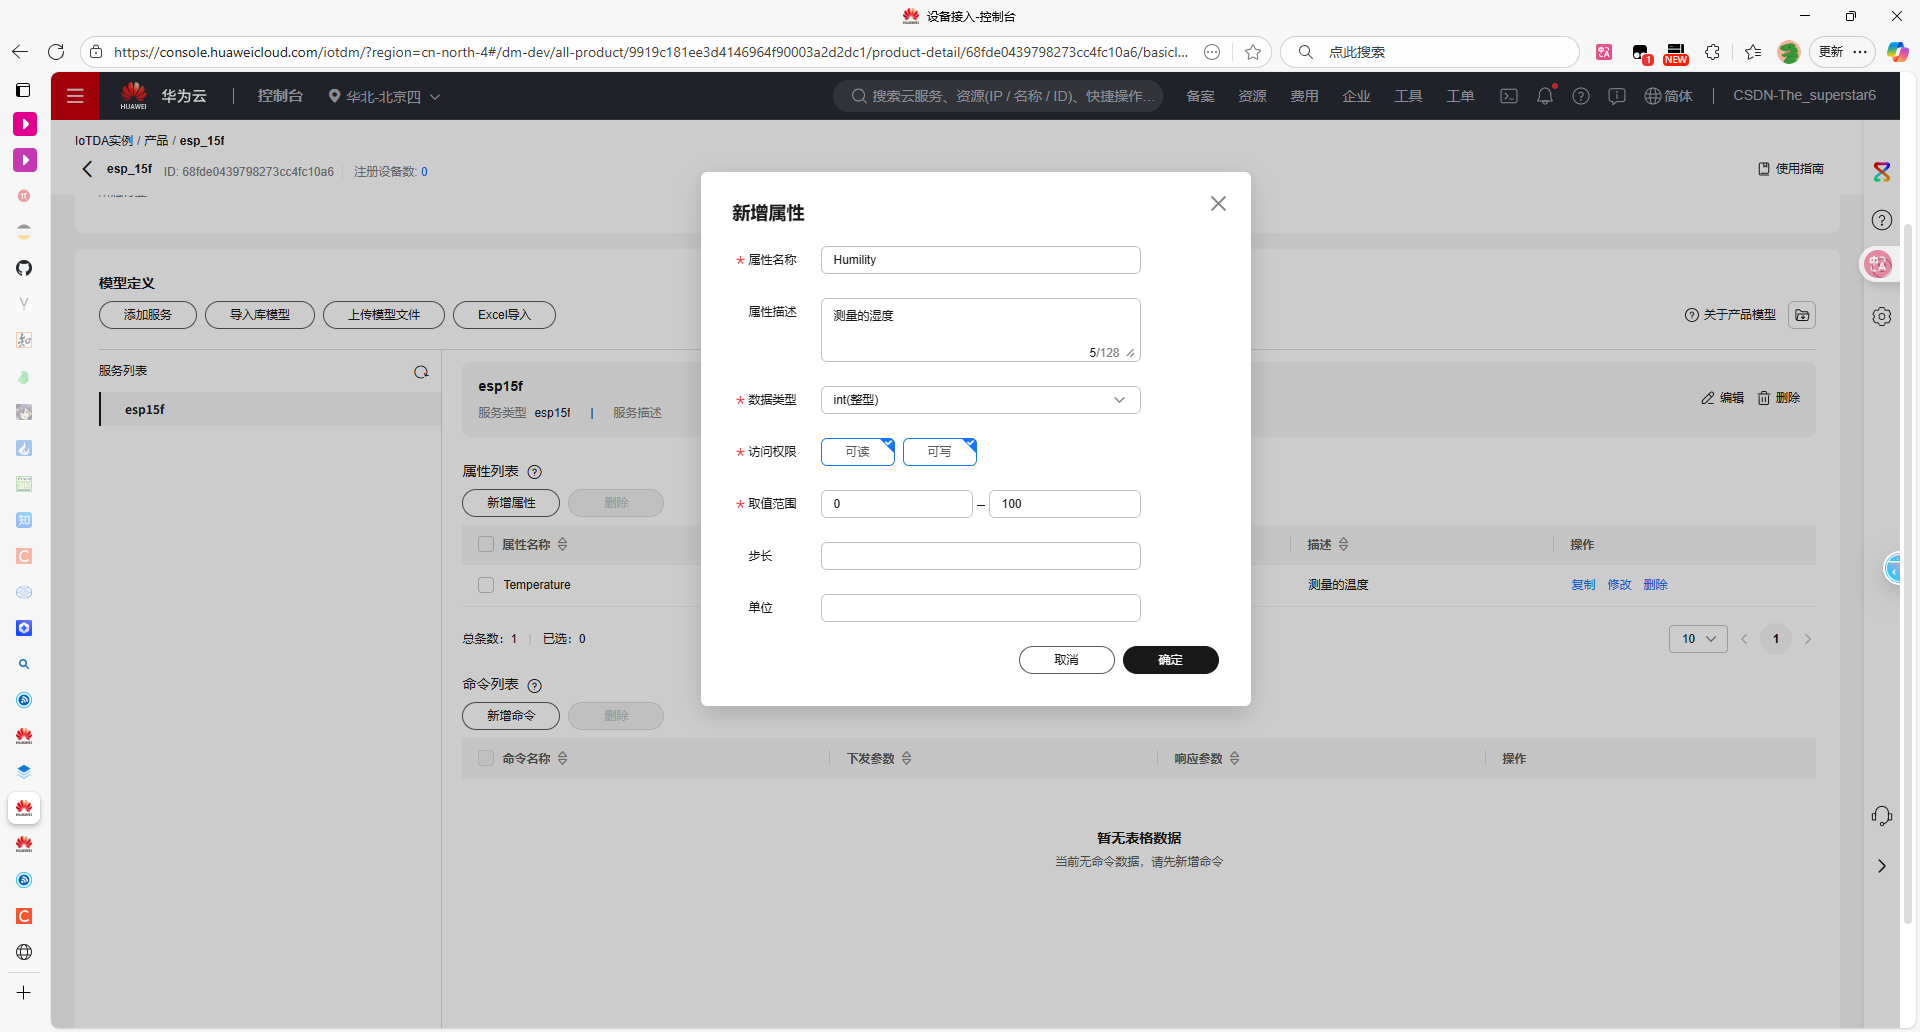 设备接入-控制台
https://console.huaweicloud.com/iotdm/?region=cn-north-4#/dm-dev/all-product/9919c181ee3d4146964f90003a2d2dc1/product-detail/68fde0439798273cc4fc10a6/basicl...
点此搜索
1
NEW
更新
HUAWEI
华为云
控制台
华北-北京四
搜索云服务、资源(IP / 名称 / ID)、快捷操作...
备案
资源
费用
企业
工具
工单
简体
CSDN-The_superstar6
IoTDA实例 / 产品 / esp_15f
esp_15f
ID: 68fde0439798273cc4fc10a6
注册设备数: 0
使用指南
模型定义
添加服务
导入库模型
上传模型文件
Excel导入
关于产品模型
服务列表
esp15f
esp15f
服务类型 esp15f
服务描述
编辑
删除
属性列表
新增属性
删除
属性名称
描述
操作
Temperature
测量的温度
复制
修改
删除
总条数: 1
已选: 0
10
1
命令列表
新增命令
删除
命令名称
下发参数
响应参数
操作
暂无表格数据
当前无命令数据，请先新增命令
新增属性
* 属性名称
Humility
属性描述
测量的湿度
5/128
* 数据类型
int(整型)
* 访问权限
可读
可写
* 取值范围
0
–
100
步长
单位
取消
确定